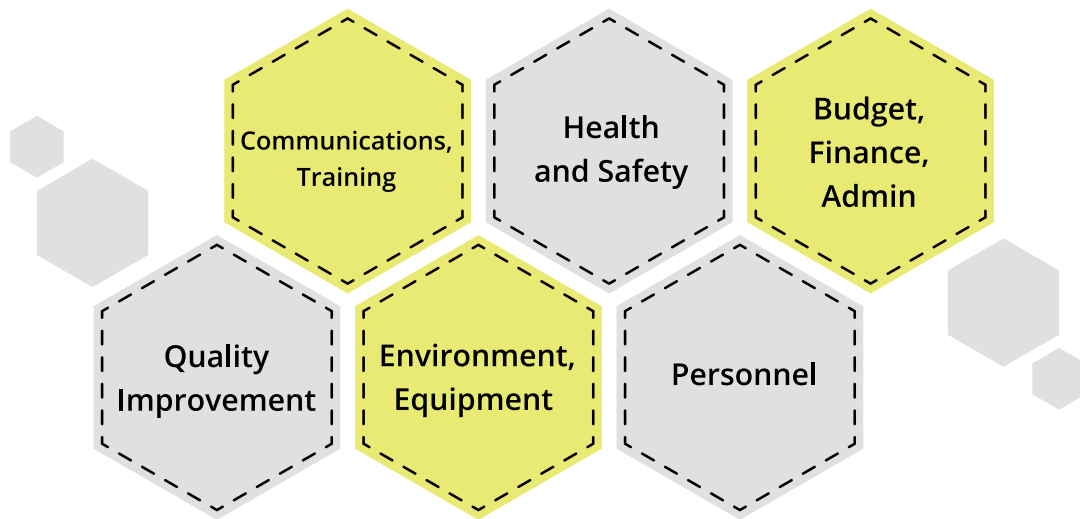 Communications,
Training
Health
and Safety
Budget,
Finance,
Admin
Quality
Improvement
Environment,
Equipment
Personnel